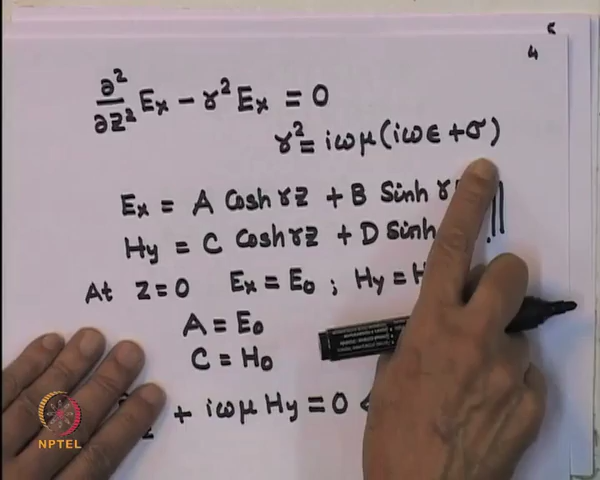 ∂²/∂z² Ex − γ² Ex = 0
γ² = iωμ(iωϵ + σ)
Ex = A Cosh γz + B Sinh γ
Hy = C Cosh γz + D Sinh
At z=0 Ex = E₀ ; Hy = H
A = E₀
C = H₀
+ iωμ Hy = 0
NPTEL